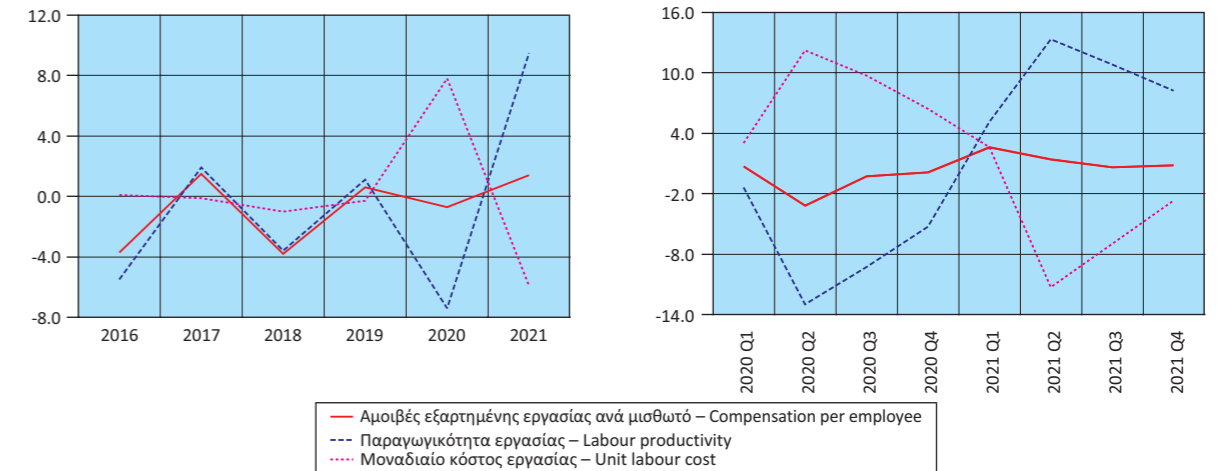 12.0
8.0
4.0
0.0
-4.0
-8.0
2016 2017 2018 2019 2020 2021
16.0
10.0
4.0
-2.0
-8.0
-14.0
2020 Q1
2020 Q2
2020 Q3
2020 Q4
2021 Q1
2021 Q2
2021 Q3
2021 Q4
Αμοιβές εξαρτημένης εργασίας ανά μισθωτό – Compensation per employee
Παραγωγικότητα εργασίας – Labour productivity
Μοναδιαίο κόστος εργασίας – Unit labour cost